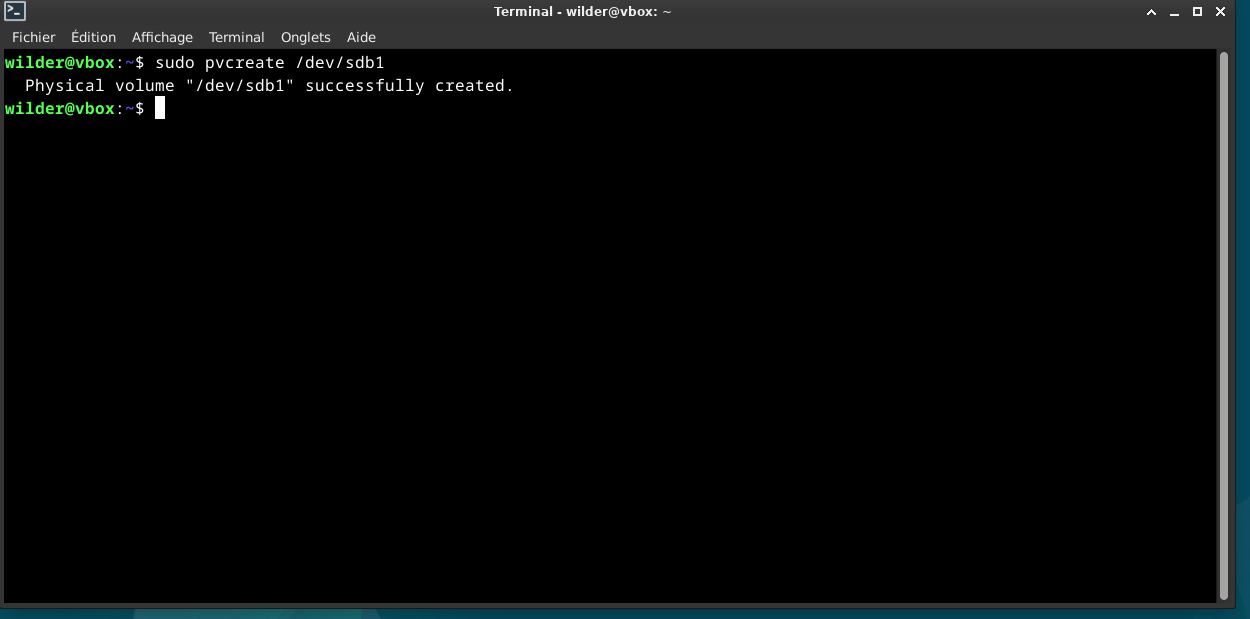 Terminal - wilder@vbox: ~
Fichier Édition Affichage Terminal Onglets Aide
wilder@vbox:~$ sudo pvcreate /dev/sdb1
  Physical volume "/dev/sdb1" successfully created.
wilder@vbox:~$